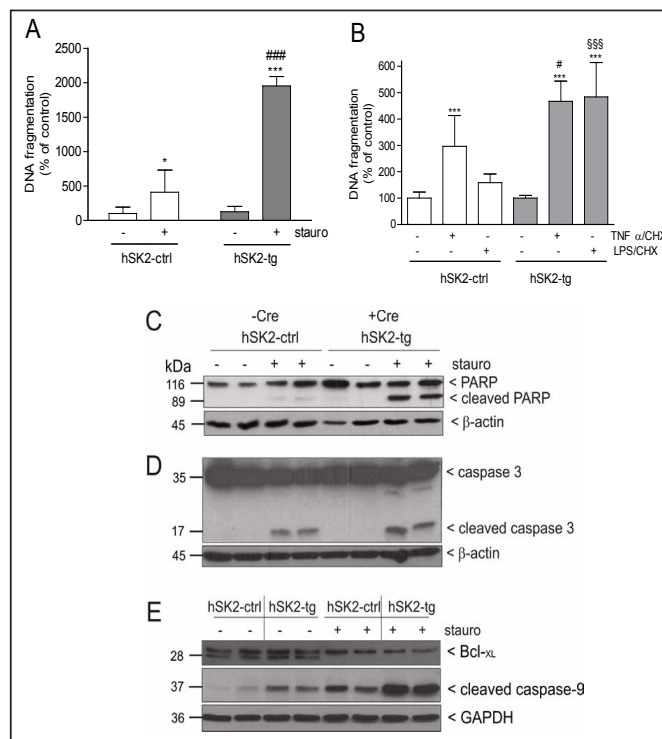 A
DNA fragmentation
(% of control)
2500
2000
1500
1000
500
0
*
###
***
- + - + stauro
hSK2-ctrl hSK2-tg
B
DNA fragmentation
(% of control)
600
500
400
300
200
100
0
***
#
***
§§§
***
- + - - + - TNF α/CHX
- - + - - + LPS/CHX
hSK2-ctrl hSK2-tg
C
-Cre +Cre
hSK2-ctrl hSK2-tg
kDa - - + + - - + + stauro
116 < PARP
89 < cleaved PARP
45 < β-actin
D
35 < caspase 3
17 < cleaved caspase 3
45 < β-actin
E
hSK2-ctrl hSK2-tg hSK2-ctrl hSK2-tg
- - - - + + + + stauro
28 < Bcl-XL
37 < cleaved caspase-9
36 < GAPDH